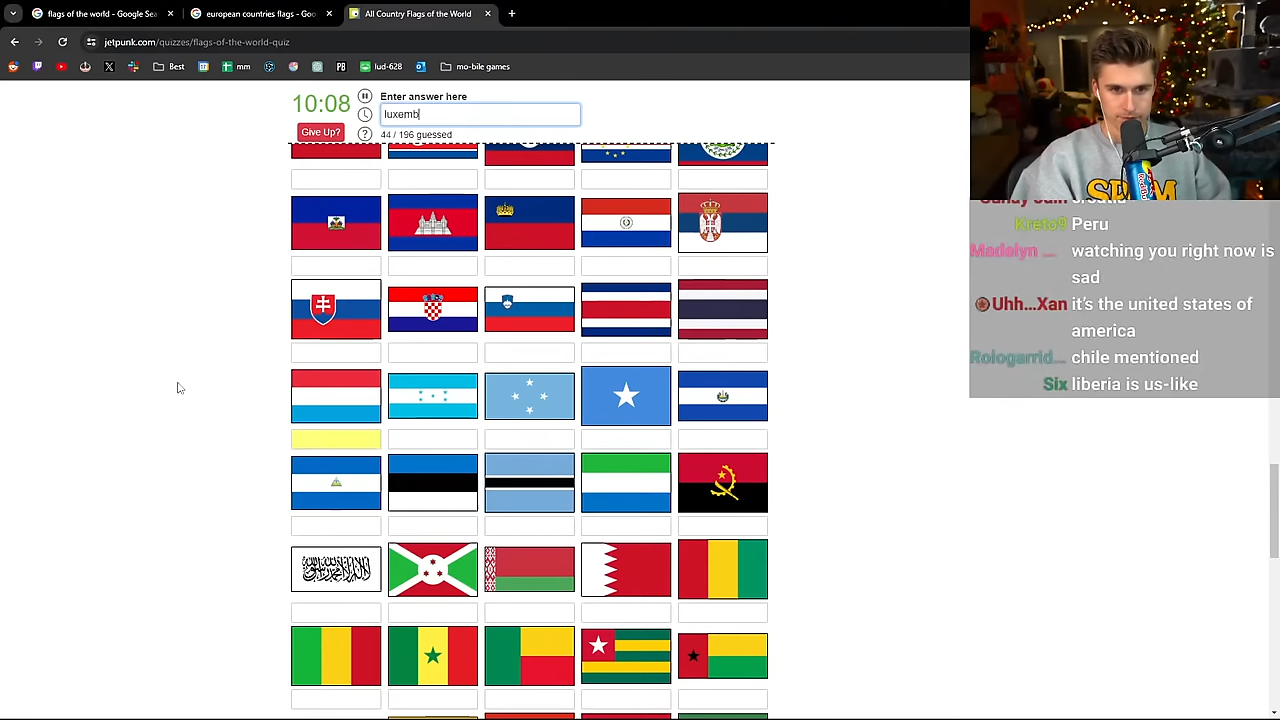 flags of the world - Google Sea
european countries flags - Goo
All Country Flags of the World
jetpunk.com/quizzes/flags-of-the-world-quiz
Best
mm
PB
iud-628
mo-bile games
10:08
Enter answer here
luxemb
Give Up?
44 / 196 guessed
Kreto9 Peru
Madelyn ... watching you right now is
sad
Uhh...Xan it's the united states of
america
Rologarrid... chile mentioned
Six liberia is us-like